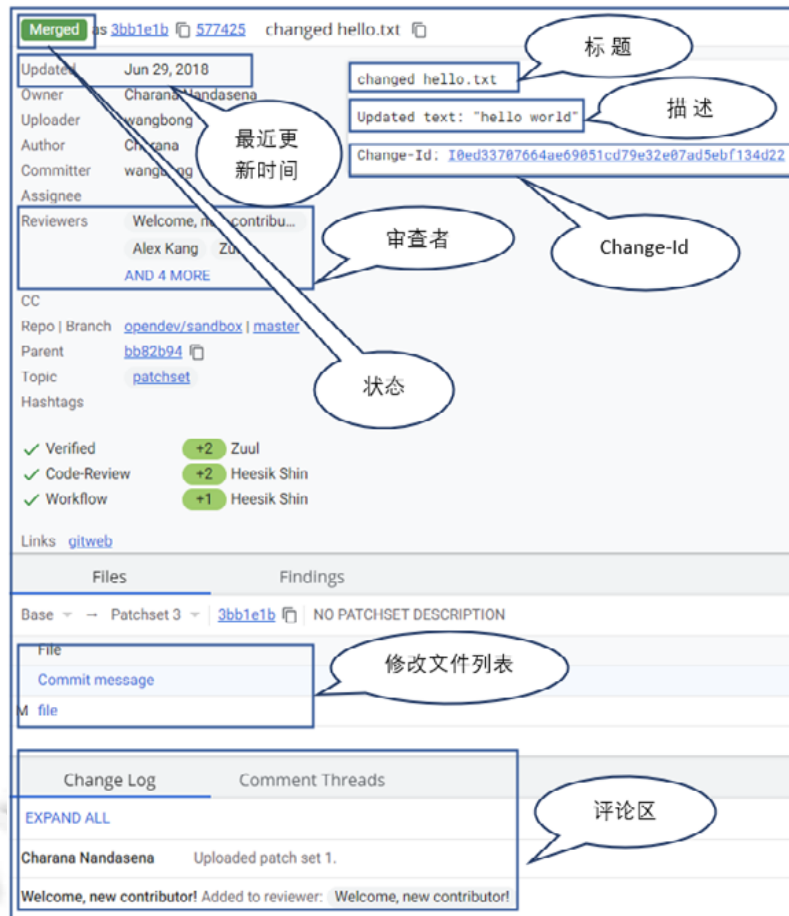 Merged as 3bb1e1b 577425 changed hello.txt
标 题
Updated Jun 29, 2018
changed hello.txt
Owner Charana Nandasena
描 述
Uploader wangbong
Updated text: "hello world"
最近更
新时间
Author Charana
Change-Id: I0ed33707664ae69051cd79e32e07ad5ebf134d22
Committer
Assignee
Reviewers Welcome, new contribu...
审查者
Change-Id
Alex Kang
AND 4 MORE
CC
Repo | Branch opendev/sandbox | master
Parent bb82b94
状态
Topic patchset
Hashtags
Verified +2 Zuul
Code-Review +2 Heesik Shin
Workflow +1 Heesik Shin
Links gitweb
Files Findings
Base → Patchset 3 3bb1e1b NO PATCHSET DESCRIPTION
File
修改文件列表
Commit message
M file
Change Log Comment Threads
评论区
EXPAND ALL
Charana Nandasena Uploaded patch set 1.
Welcome, new contributor! Added to reviewer: Welcome, new contributor!